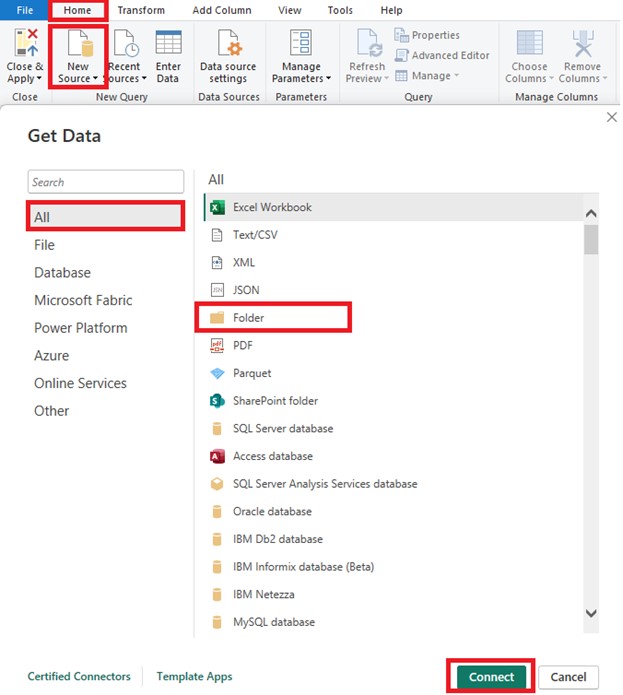 File Home Transform Add Column View Tools Help
Close & Apply
New Source
Recent Sources
Enter Data
Data source settings
Manage Parameters
Refresh Preview
Properties
Advanced Editor
Manage
Choose Columns
Remove Columns
Close New Query Data Sources Parameters Query Manage Columns
Get Data
Search
All
File
Database
Microsoft Fabric
Power Platform
Azure
Online Services
Other
All
Excel Workbook
Text/CSV
XML
JSON
Folder
PDF
Parquet
SharePoint folder
SQL Server database
Access database
SQL Server Analysis Services database
Oracle database
IBM Db2 database
IBM Informix database (Beta)
IBM Netezza
MySQL database
Certified Connectors Template Apps Connect Cancel